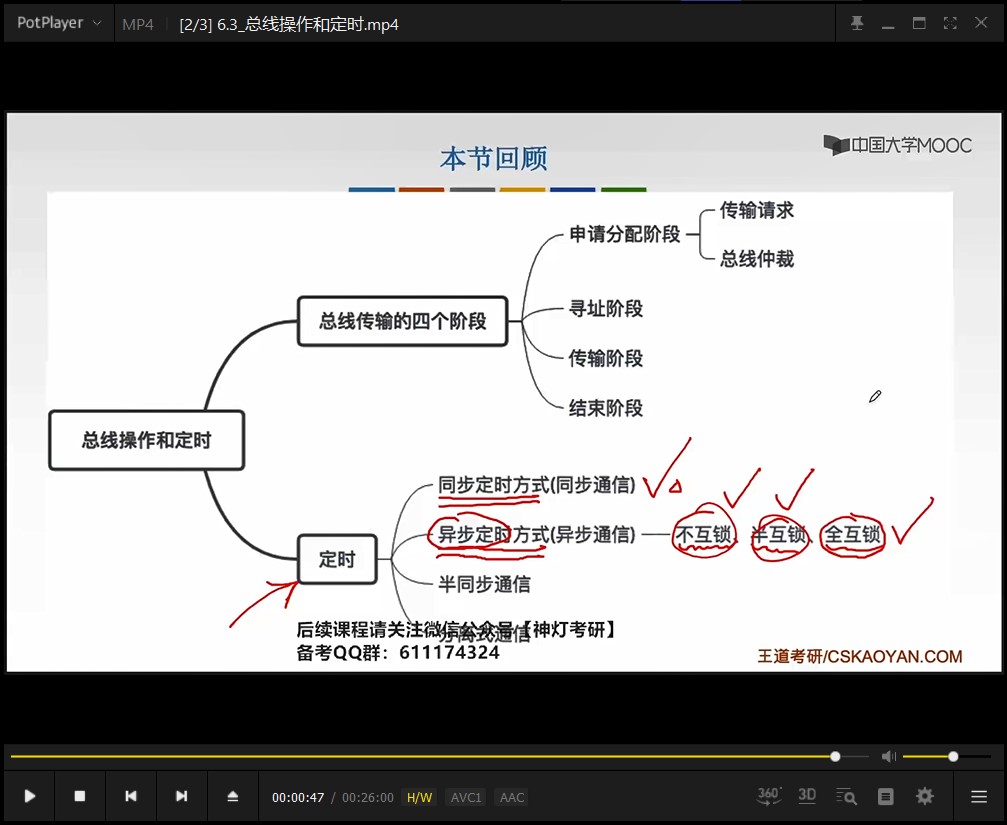 PotPlayer MP4 [2/3] 6.3_总线操作和定时.mp4
中国大学MOOC
本节回顾
总线操作和定时
总线传输的四个阶段
申请分配阶段
传输请求
总线仲裁
寻址阶段
传输阶段
结束阶段
定时
同步定时方式(同步通信)
异步定时方式(异步通信)
不互锁、半互锁、全互锁
半同步通信
分离式通信
后续课程请关注微信公众号【神灯考研】
备考QQ群：611174324
王道考研/CSKAOYAN.COM
00:00:47 / 00:26:00 H/W AVC1 AAC
360° 3D